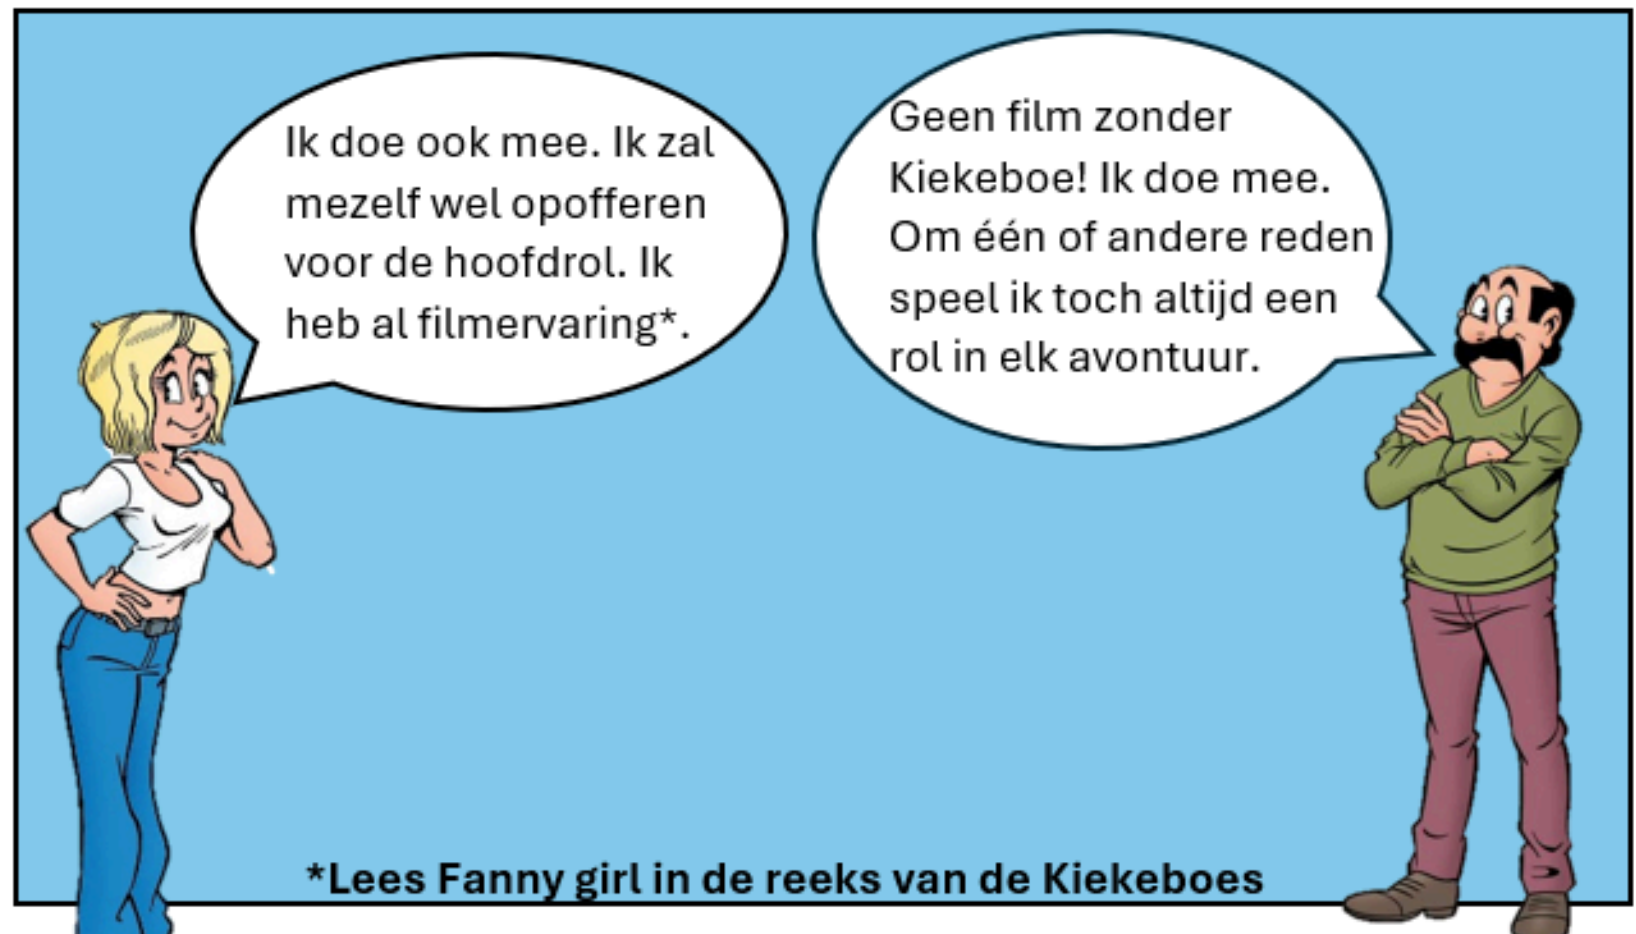 Ik doe ook mee. Ik zal
mezelf wel opofferen
voor de hoofdrol. Ik
heb al filmervaring*.
Geen film zonder
Kiekeboe! Ik doe mee.
Om één of andere reden
speel ik toch altijd een
rol in elk avontuur.
*Lees Fanny girl in de reeks van de Kiekeboes